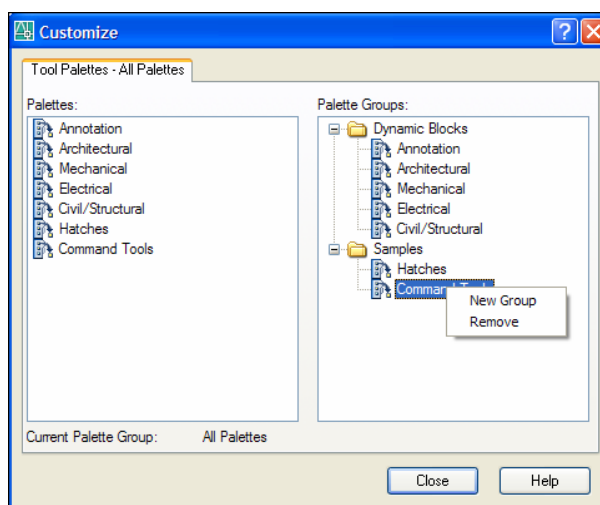 Customize
Tool Palettes - All Palettes
Palettes:
Annotation
Architectural
Mechanical
Electrical
Civil/Structural
Hatches
Command Tools
Palette Groups:
Dynamic Blocks
Annotation
Architectural
Mechanical
Electrical
Civil/Structural
Samples
Hatches
Command
New Group
Remove
Current Palette Group: All Palettes
Close
Help